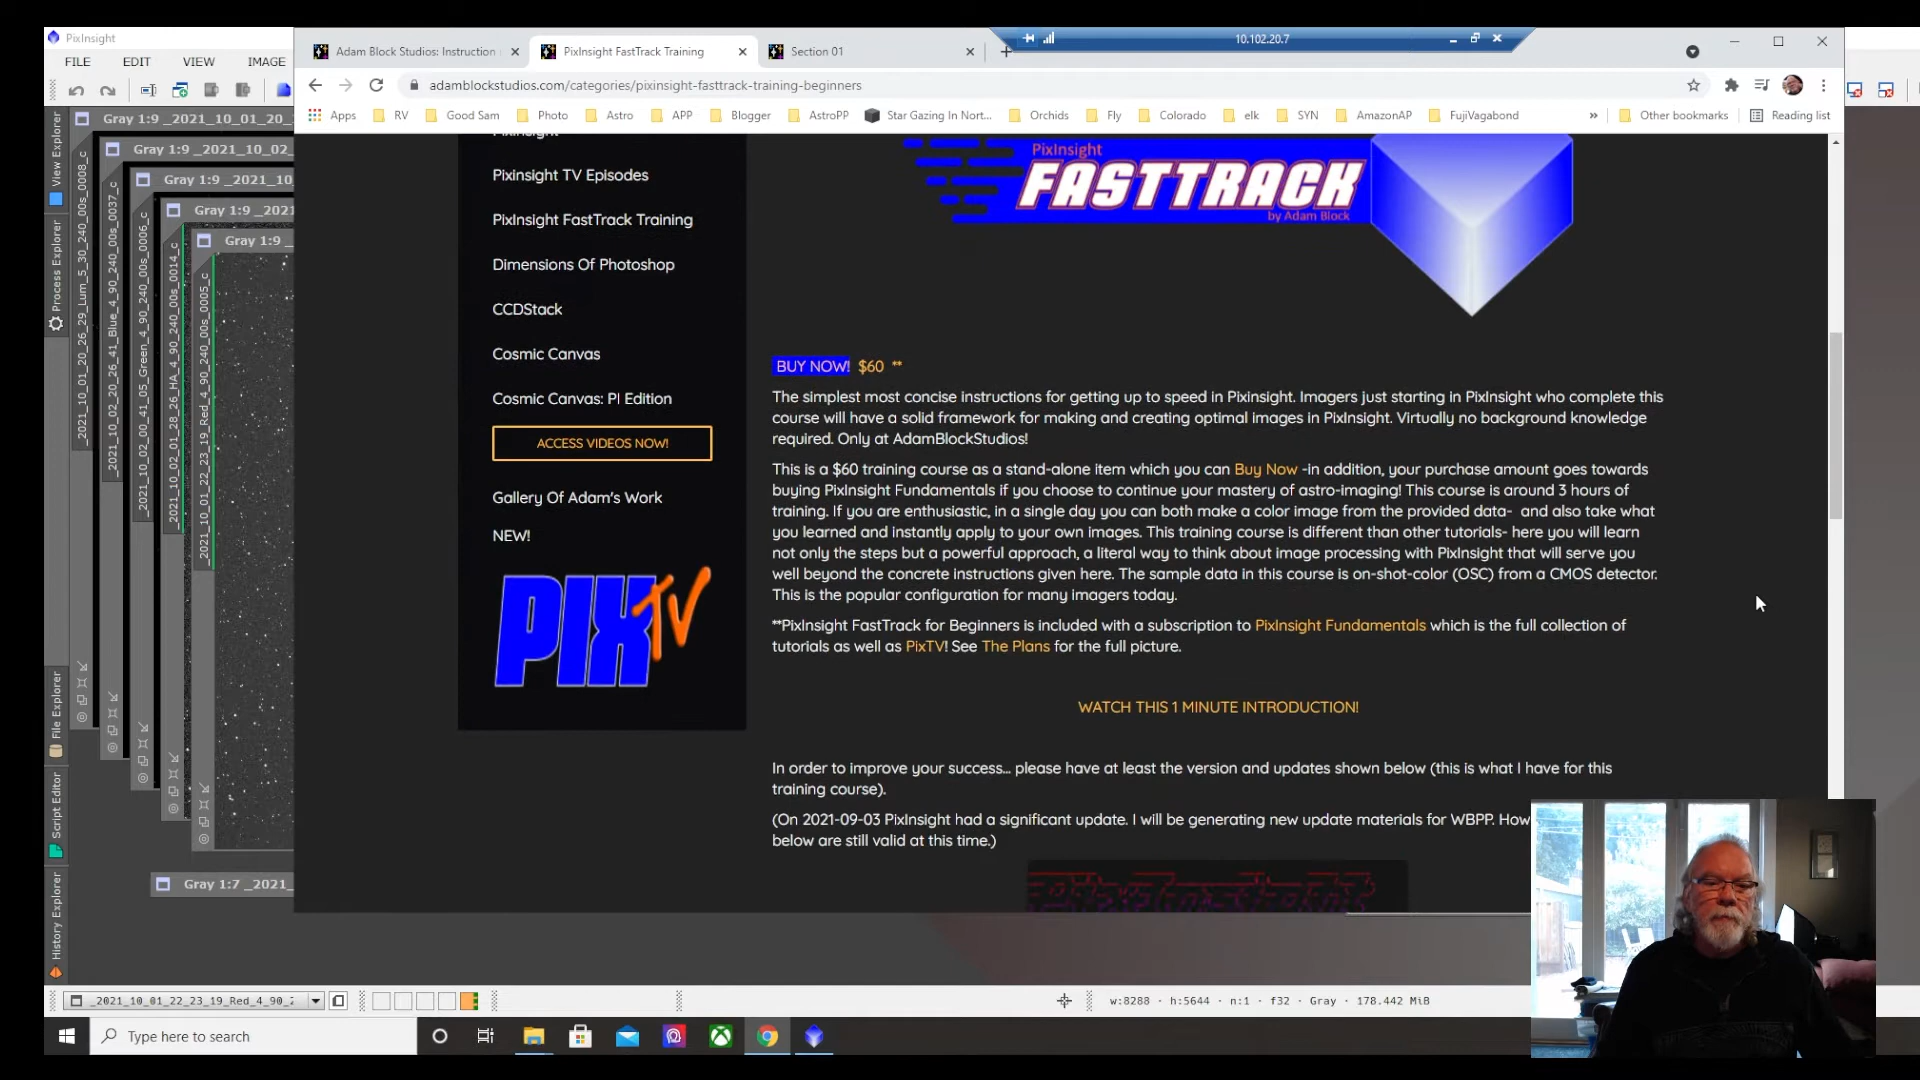 PixInsight
FILE EDIT VIEW IMAGE
Adam Block Studios: Instruction
PixInsight FastTrack Training
Section 01
10.102.20.7
adamblockstudios.com/categories/pixinsight-fasttrack-training-beginners
Apps RV Good Sam Photo Astro APP Blogger AstroPP Star Gazing In Nort... Orchids Fly Colorado elk SYN AmazonAP FujiVagabond » Other bookmarks Reading list
Gray 1:9 _2021_10_01_20_
Gray 1:9 _2021_10_02_
Gray 1:9 _2021_10
Gray 1:9 _2021
Gray 1:9 _
_2021_10_01_20_26_29_Lum_5_30_240_00s_0008_c
_2021_10_02_20_26_41_Blue_4_90_240_00s_0037_c
_2021_10_02_00_41_05_Green_4_90_240_00s_0006_c
_2021_10_02_01_28_26_HA_4_90_240_00s_0014_c
_2021_10_01_22_23_19_Red_4_90_240_00s_0005_c
View Explorer
Process Explorer
File Explorer
Script Editor
History Explorer
Gray 1:7 _2021_
PixInsight
Pixinsight TV Episodes
PixInsight FastTrack Training
Dimensions Of Photoshop
CCDStack
Cosmic Canvas
Cosmic Canvas: PI Edition
ACCESS VIDEOS NOW!
Gallery Of Adam's Work
NEW!
PIXTV
PixInsight
FASTTRACK
by Adam Block
BUY NOW! $60 **
The simplest most concise instructions for getting up to speed in Pixinsight. Imagers just starting in PixInsight who complete this
course will have a solid framework for making and creating optimal images in PixInsight. Virtually no background knowledge
required. Only at AdamBlockStudios!
This is a $60 training course as a stand-alone item which you can Buy Now -in addition, your purchase amount goes towards
buying PixInsight Fundamentals if you choose to continue your mastery of astro-imaging! This course is around 3 hours of
training. If you are enthusiastic, in a single day you can both make a color image from the provided data- and also take what
you learned and instantly apply to your own images. This training course is different than other tutorials- here you will learn
not only the steps but a powerful approach, a literal way to think about image processing with PixInsight that will serve you
well beyond the concrete instructions given here. The sample data in this course is on-shot-color (OSC) from a CMOS detector.
This is the popular configuration for many imagers today.
**PixInsight FastTrack for Beginners is included with a subscription to PixInsight Fundamentals which is the full collection of
tutorials as well as PixTV! See The Plans for the full picture.
WATCH THIS 1 MINUTE INTRODUCTION!
In order to improve your success... please have at least the version and updates shown below (this is what I have for this
training course).
(On 2021-09-03 PixInsight had a significant update. I will be generating new update materials for WBPP. How
below are still valid at this time.)
_2021_10_01_22_23_19_Red_4_90_2
w:8288 · h:5644 · n:1 · f32 · Gray · 178.442 MiB
Type here to search